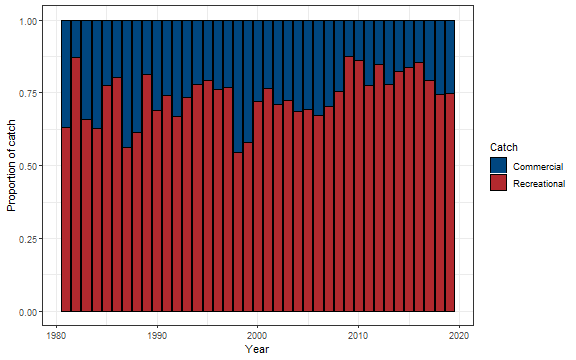 1.00
0.75
0.50
0.25
0.00
Proportion of catch
1980
1990
2000
2010
2020
Year
Catch
Commercial
Recreational